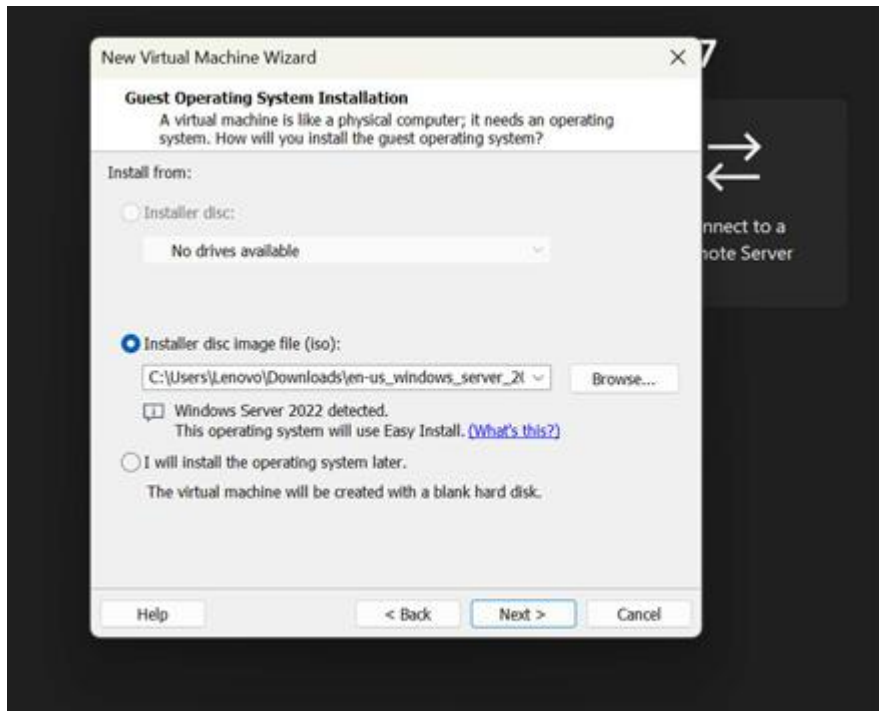 New Virtual Machine Wizard
7
Guest Operating System Installation
A virtual machine is like a physical computer; it needs an operating
system. How will you install the guest operating system?
Install from:
Installer disc:
No drives available
nnect to a
note Server
Installer disc image file (iso):
C:\Users\Lenovo\Downloads\en-us_windows_server_20
Browse...
Windows Server 2022 detected.
This operating system will use Easy Install. (What's this?)
I will install the operating system later.
The virtual machine will be created with a blank hard disk.
Help
< Back
Next >
Cancel